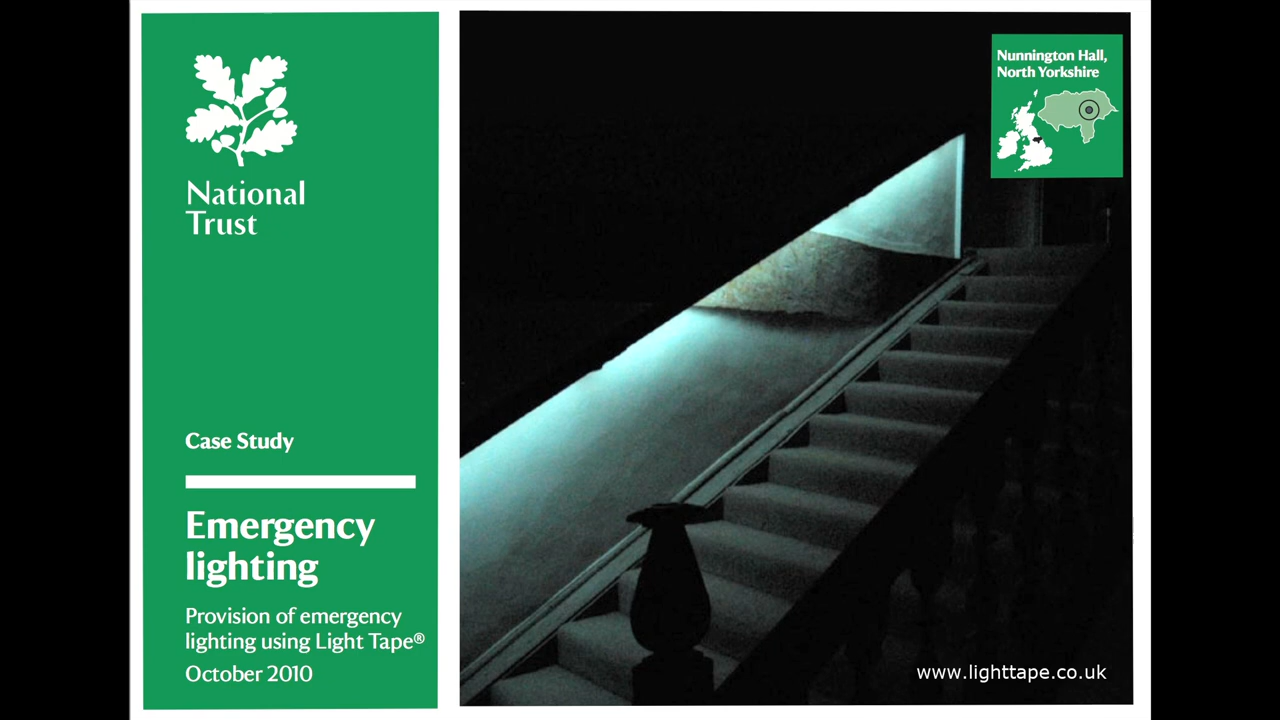 National
Trust
Case Study
Emergency
lighting
Provision of emergency
lighting using Light Tape®
October 2010
Nunnington Hall,
North Yorkshire
www.lighttape.co.uk